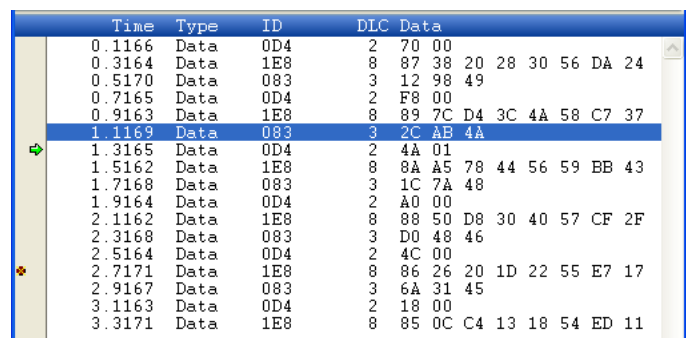 Time Type ID DLC Data
0.1166 Data 0D4 2 70 00
0.3164 Data 1E8 8 87 38 20 28 30 56 DA 24
0.5170 Data 083 3 12 98 49
0.7165 Data 0D4 2 F8 00
0.9163 Data 1E8 8 89 7C D4 3C 4A 58 C7 37
1.1169 Data 083 3 2C AB 4A
1.3165 Data 0D4 2 4A 01
1.5162 Data 1E8 8 8A A5 78 44 56 59 BB 43
1.7168 Data 083 3 1C 7A 48
1.9164 Data 0D4 2 A0 00
2.1162 Data 1E8 8 88 50 D8 30 40 57 CF 2F
2.3168 Data 083 3 D0 48 46
2.5164 Data 0D4 2 4C 00
2.7171 Data 1E8 8 86 26 20 1D 22 55 E7 17
2.9167 Data 083 3 6A 31 45
3.1163 Data 0D4 2 18 00
3.3171 Data 1E8 8 85 0C C4 13 18 54 ED 11